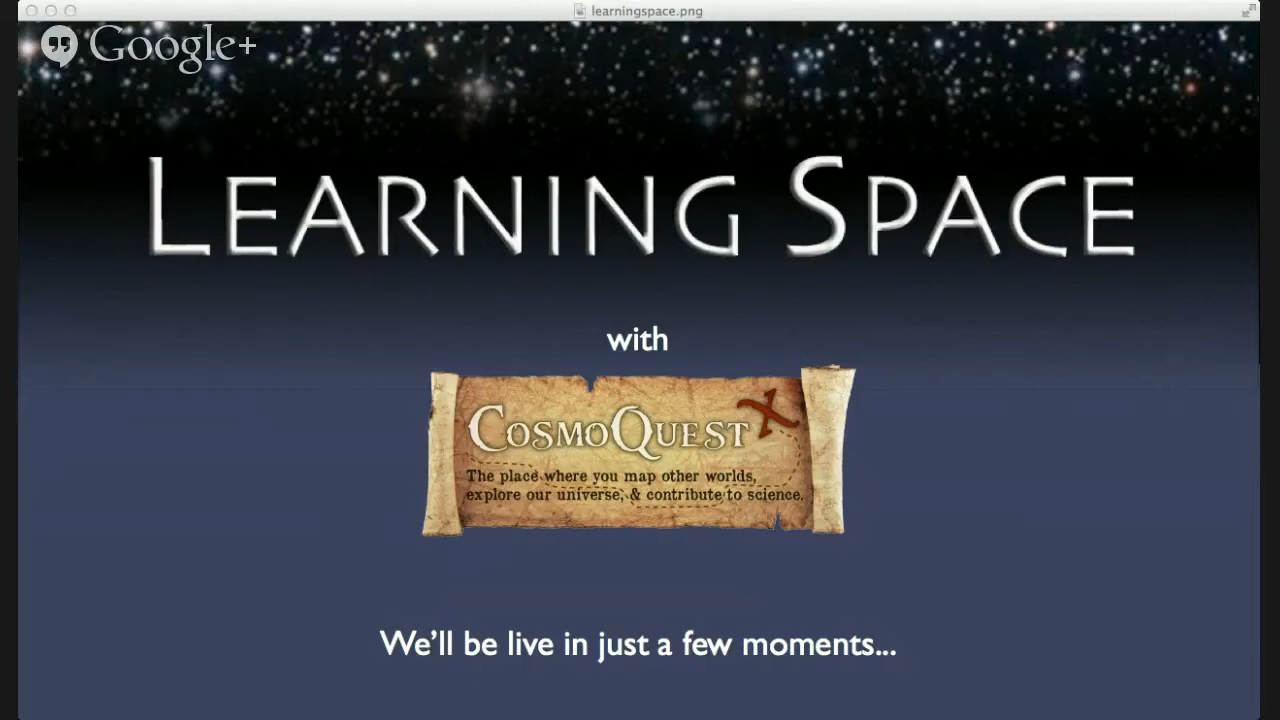 learningspace.png
Google+
LEARNING SPACE
with
COSMOQUEST
The place where you map other worlds,
explore our universe, & contribute to science.
We'll be live in just a few moments...